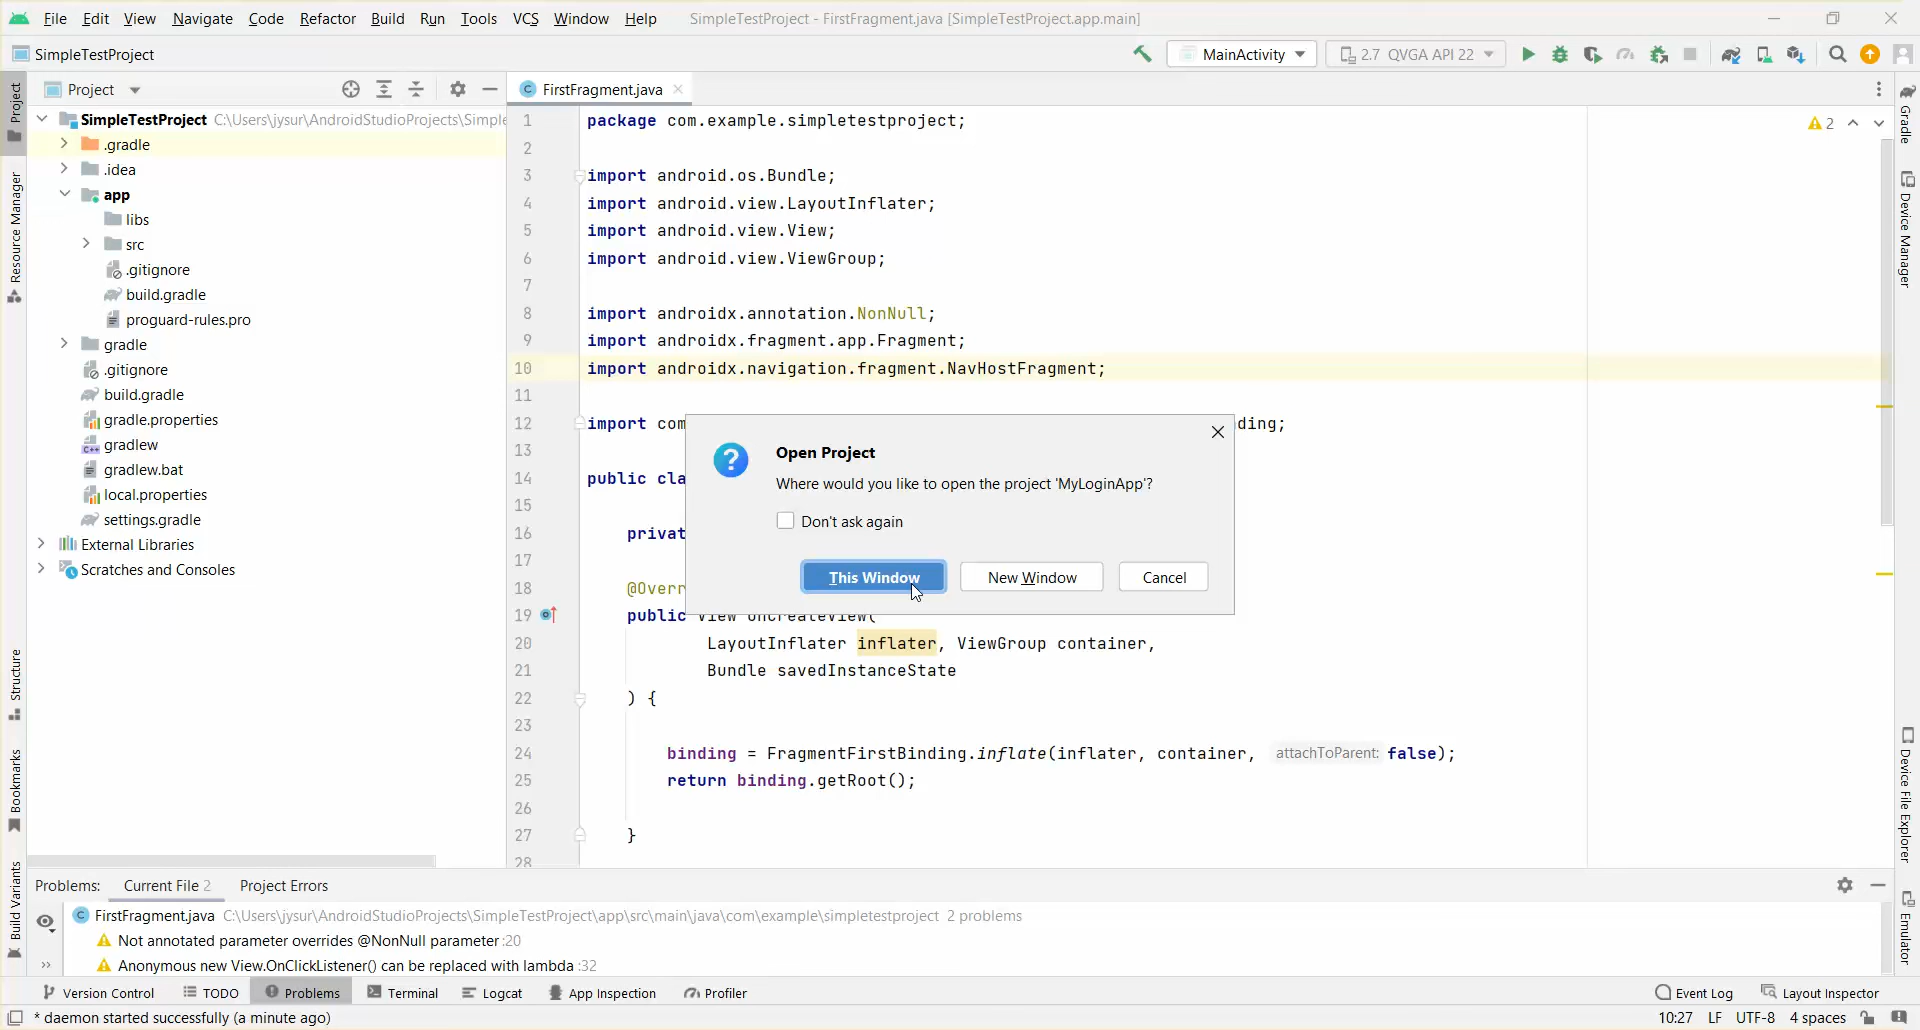 File Edit View Navigate Code Refactor Build Run Tools VCS Window Help SimpleTestProject - FirstFragment.java [SimpleTestProject.app.main]
SimpleTestProject
MainActivity
2.7 QVGA API 22
Project
FirstFragment.java
SimpleTestProject C:\Users\jysur\AndroidStudioProjects\Simple
.gradle
.idea
app
libs
src
.gitignore
build.gradle
proguard-rules.pro
gradle
.gitignore
build.gradle
gradle.properties
gradlew
gradlew.bat
local.properties
settings.gradle
External Libraries
Scratches and Consoles
Project
Resource Manager
Structure
Bookmarks
Build Variants
1 package com.example.simpletestproject;
2
3 import android.os.Bundle;
4 import android.view.LayoutInflater;
5 import android.view.View;
6 import android.view.ViewGroup;
7
8 import androidx.annotation.NonNull;
9 import androidx.fragment.app.Fragment;
10 import androidx.navigation.fragment.NavHostFragment;
11
12 import com ding;
13
14 public cla
15
16 privat
17
18 @Overr
19 public View onCreateView(
20 LayoutInflater inflater, ViewGroup container,
21 Bundle savedInstanceState
22 ) {
23
24 binding = FragmentFirstBinding.inflate(inflater, container, attachToParent: false);
25 return binding.getRoot();
26
27 }
28
2
Open Project
Where would you like to open the project 'MyLoginApp'?
Don't ask again
This Window New Window Cancel
Gradle
Device Manager
Device File Explorer
Emulator
Problems: Current File 2 Project Errors
FirstFragment.java C:\Users\jysur\AndroidStudioProjects\SimpleTestProject\app\src\main\java\com\example\simpletestproject 2 problems
Not annotated parameter overrides @NonNull parameter :20
Anonymous new View.OnClickListener() can be replaced with lambda :32
Version Control TODO Problems Terminal Logcat App Inspection Profiler Event Log Layout Inspector
* daemon started successfully (a minute ago) 10:27 LF UTF-8 4 spaces